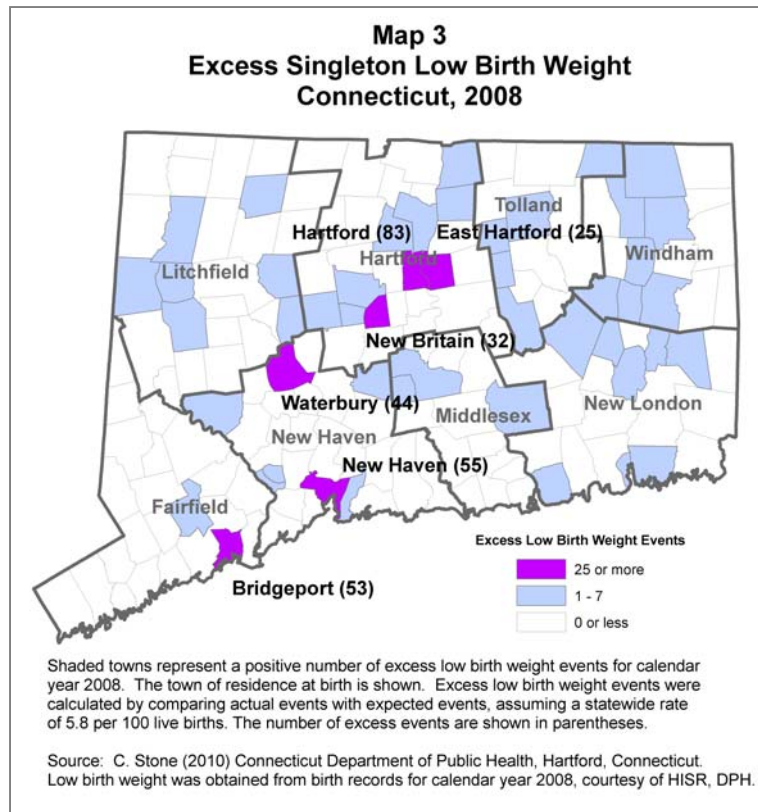 Map 3
Excess Singleton Low Birth Weight
Connecticut, 2008
Tolland
Hartford (83)
East Hartford (25)
Hartford
Windham
Litchfield
New Britain (32)
Waterbury (44)
Middlesex
New London
New Haven
New Haven (55)
Fairfield
Bridgeport (53)
Excess Low Birth Weight Events
25 or more
1 - 7
0 or less
Shaded towns represent a positive number of excess low birth weight events for calendar
year 2008. The town of residence at birth is shown. Excess low birth weight events were
calculated by comparing actual events with expected events, assuming a statewide rate
of 5.8 per 100 live births. The number of excess events are shown in parentheses.
Source: C. Stone (2010) Connecticut Department of Public Health, Hartford, Connecticut.
Low birth weight was obtained from birth records for calendar year 2008, courtesy of HISR, DPH.